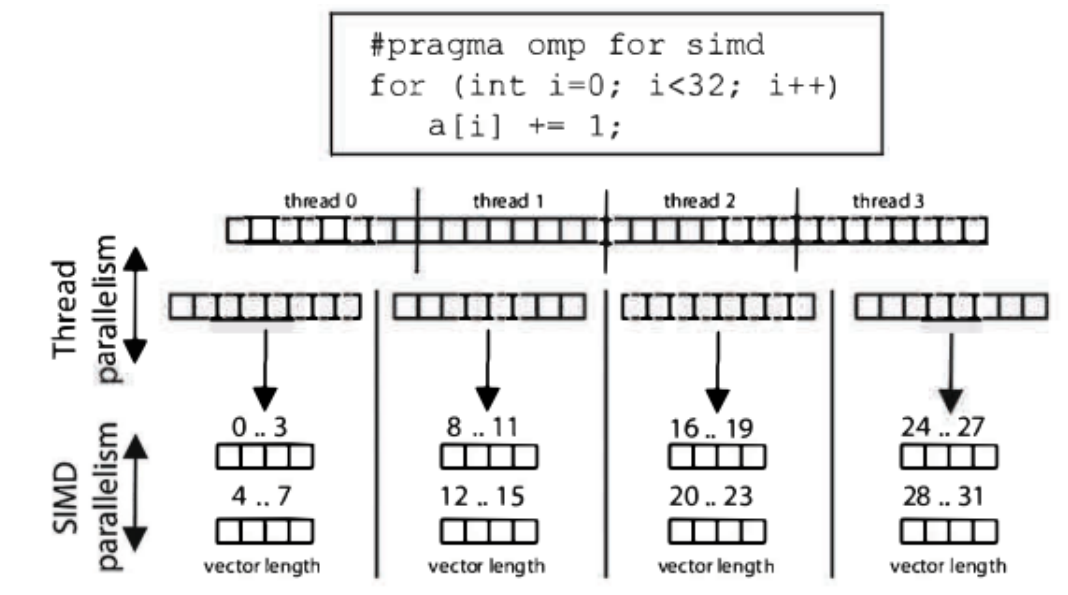 #pragma omp for simd
for (int i=0; i<32; i++)
a[i] += 1;
thread 0 thread 1 thread 2 thread 3
Thread
parallelism
0 .. 3 8 .. 11 16 .. 19 24 .. 27
SIMD
parallelism
4 .. 7 12 .. 15 20 .. 23 28 .. 31
vector length vector length vector length vector length